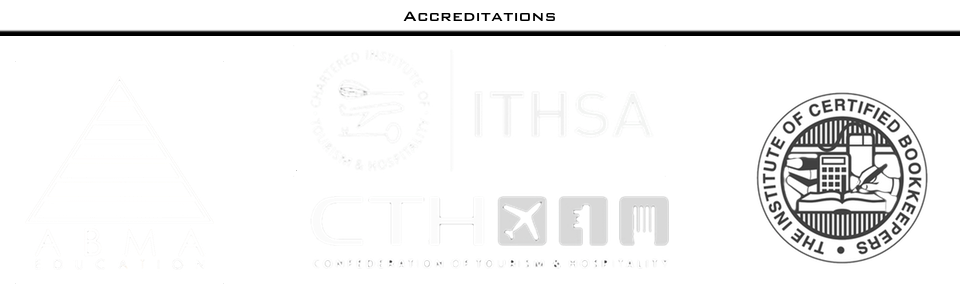 ACCREDITATIONS
CHARTERED INSTITUTE OF
TOURISM & HOSPITALITY
ITHSA
THE INSTITUTE OF CERTIFIED BOOKKEEPERS
CTH
ABMA
EDUCATION
CONFEDERATION OF TOURISM & HOSPITALITY